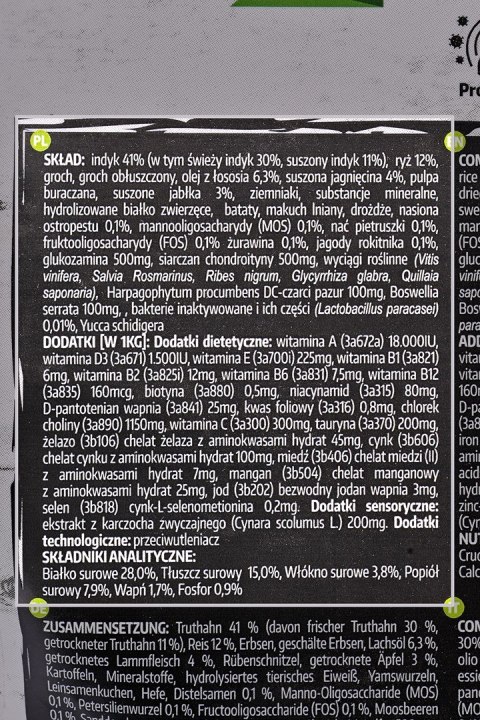 Pro
PL
SKŁAD: indyk 41% (w tym świeży indyk 30%, suszony indyk 11%), ryż 12%,
groch, groch obłuszczony, olej z łososia 6,3%, suszona jagnięcina 4%, pulpa
buraczana, suszone jabłka 3%, ziemniaki, substancje mineralne,
hydrolizowane białko zwierzęce, bataty, makuch lniany, drożdże, nasiona
ostropestu 0,1%, mannooligosacharydy (MOS) 0,1%, nać pietruszki 0,1%,
fruktooligosacharydy (FOS) 0,1% żurawina 0,1%, jagody rokitnika 0,1%,
glukozamina 500mg, siarczan chondroityny 500mg, wyciągi roślinne (Vitis
vinifera, Salvia Rosmarinus, Ribes nigrum, Glycyrrhiza glabra, Quillaia
saponaria), Harpagophytum procumbens DC-czarci pazur 100mg, Boswellia
serrata 100mg, , bakterie inaktywowane i ich części (Lactobacillus paracasei)
0,01%, Yucca schidigera
DODATKI [W 1KG]: Dodatki dietetyczne: witamina A (3a672a) 18.000IU,
witamina D3 (3a671) 1.500IU, witamina E (3a700i) 225mg, witamina B1 (3a821)
6mg, witamina B2 (3a825i) 12mg, witamina B6 (3a831) 7,5mg, witamina B12
(3a835) 160mcg, biotyna (3a880) 0,5mg, niacynamid (3a315) 80mg,
D-pantotenian wapnia (3a841) 25mg, kwas foliowy (3a316) 0,8mg, chlorek
choliny (3a890) 1150mg, witamina C (3a300) 300mg, tauryna (3a370) 200mg,
żelazo (3b106) chelat żelaza z aminokwasami hydrat 45mg, cynk (3b606)
chelat cynku z aminokwasami hydrat 100mg, miedź (3b406) chelat miedzi (II)
z aminokwasami hydrat 7mg, mangan (3b504) chelat manganowy
z aminokwasami hydrat 25mg, jod (3b202) bezwodny jodan wapnia 3mg,
selen (3b818) cynk-L-selenometionina 0,2mg. Dodatki sensoryczne:
ekstrakt z karczocha żwyczajnego (Cynara scolumus L.) 200mg. Dodatki
technologiczne: przeciwutleniacz
SKŁADNIKI ANALITYCZNE:
Białko surowe 28,0%, Tłuszcz surowy 15,0%, Włókno surowe 3,8%, Popiół
surowy 7,9%, Wapń 1,7%, Fosfor 0,9%
DE
ZUSAMMENSETZUNG: Truthahn 41 % (davon frischer Truthahn 30 %,
getrockneter Truthahn 11 %), Reis 12 %, Erbsen, geschälte Erbsen, Lachsöl 6,3 %,
getrocknetes Lammfleisch 4 %, Rübenschnitzel, getrocknete Äpfel 3 %,
Kartoffeln, Mineralstoffe, hydrolysiertes tierisches Eiweiß, Yamswurzeln,
Leinsamenkuchen, Hefe, Distelsamen 0,1 %, Manno-Oligosaccharide (MOS)
0,1 %, Petersilienwurzel 0,1 %, Fructooligosaccharide (FOS) 0,1 %, Moosbeeren
IT